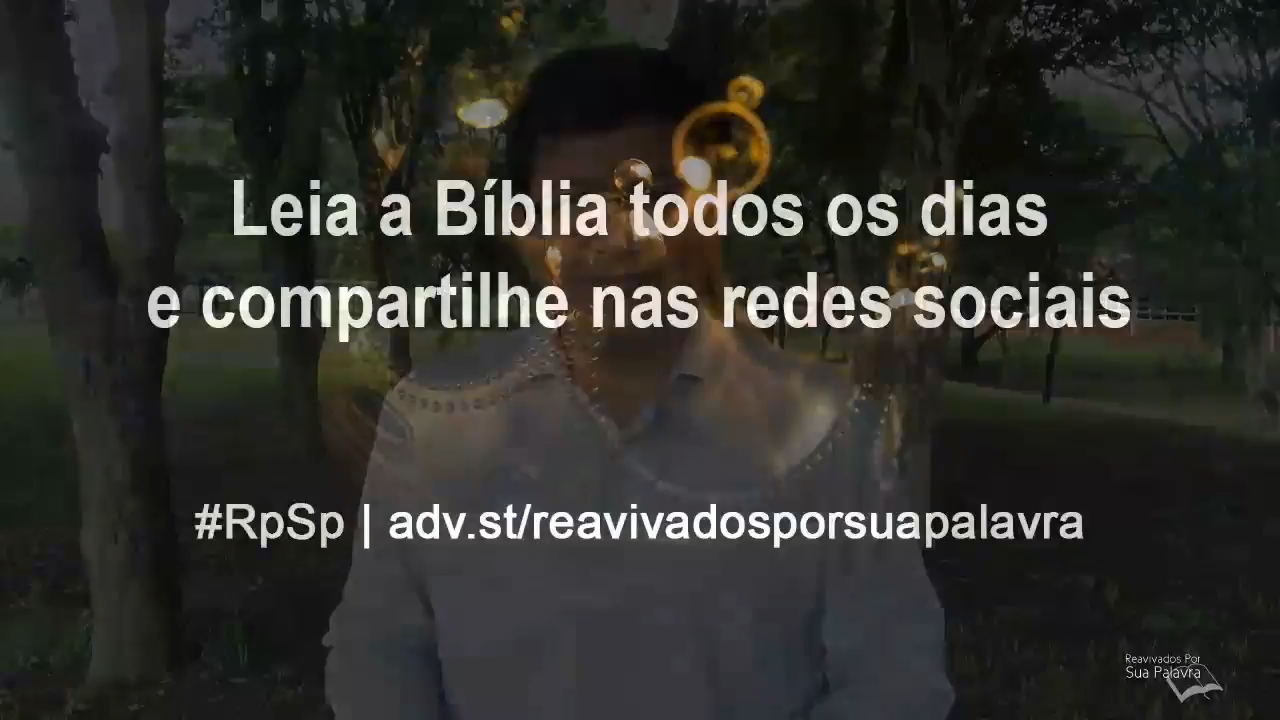 Leia a Bíblia todos os dias
e compartilhe nas redes sociais
#RpSp | adv.st/reavivadosporsuapalavra
Reavivados Por
Sua Palavra